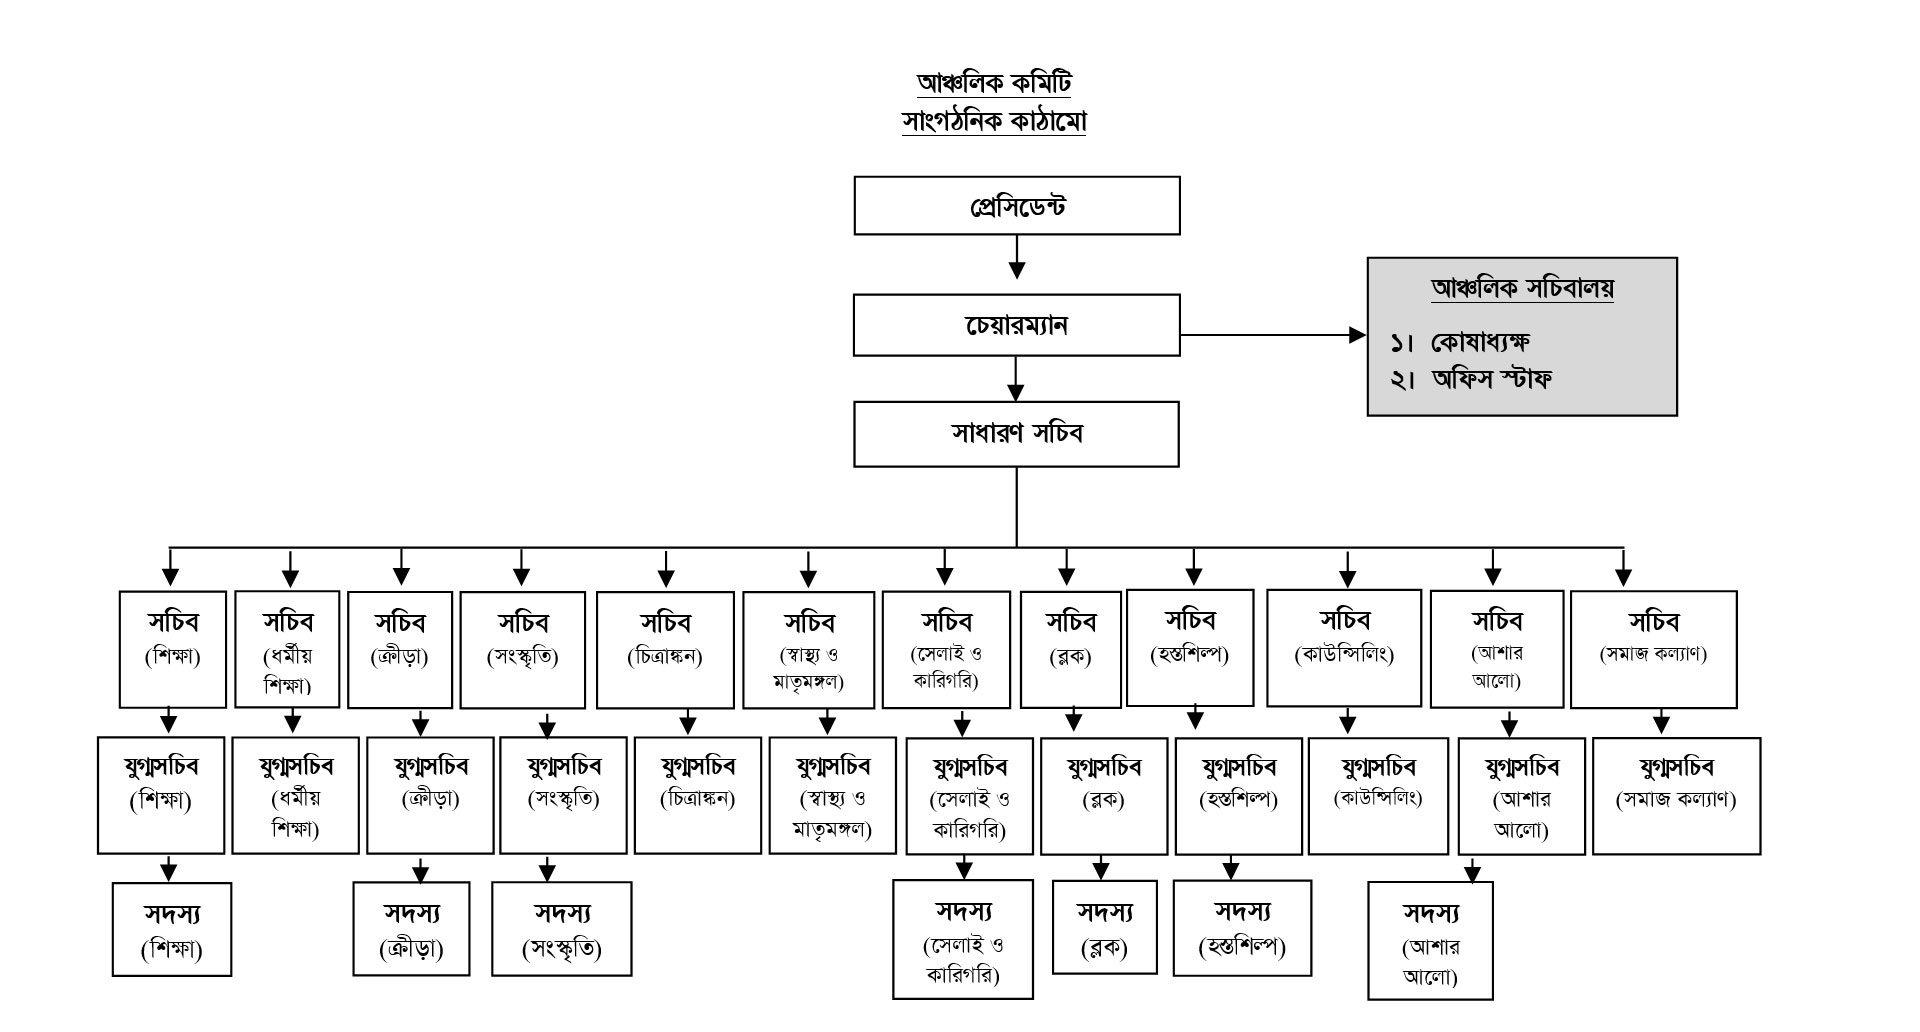 আঞ্চলিক কমিটি
সাংগঠনিক কাঠামো
প্রেসিডেন্ট
চেয়ারম্যান
আঞ্চলিক সচিবালয়
১। কোষাধ্যক্ষ
২। অফিস স্টাফ
সাধারণ সচিব
সচিব
(শিক্ষা)
সচিব
(ধর্মীয়
শিক্ষা)
সচিব
(ক্রীড়া)
সচিব
(সংস্কৃতি)
সচিব
(চিত্রাঙ্কন)
সচিব
(স্বাস্থ্য ও
মাতৃমঙ্গল)
সচিব
(সেলাই ও
কারিগরি)
সচিব
(ব্লক)
সচিব
(হস্তশিল্প)
সচিব
(কাউন্সিলিং)
সচিব
(আশার
আলো)
সচিব
(সমাজ কল্যাণ)
যুগ্মসচিব
(শিক্ষা)
যুগ্মসচিব
(ধর্মীয়
শিক্ষা)
যুগ্মসচিব
(ক্রীড়া)
যুগ্মসচিব
(সংস্কৃতি)
যুগ্মসচিব
(চিত্রাঙ্কন)
যুগ্মসচিব
(স্বাস্থ্য ও
মাতৃমঙ্গল)
যুগ্মসচিব
(সেলাই ও
কারিগরি)
যুগ্মসচিব
(ব্লক)
যুগ্মসচিব
(হস্তশিল্প)
যুগ্মসচিব
(কাউন্সিলিং)
যুগ্মসচিব
(আশার
আলো)
যুগ্মসচিব
(সমাজ কল্যাণ)
সদস্য
(শিক্ষা)
সদস্য
(ক্রীড়া)
সদস্য
(সংস্কৃতি)
সদস্য
(সেলাই ও
কারিগরি)
সদস্য
(ব্লক)
সদস্য
(হস্তশিল্প)
সদস্য
(আশার
আলো)